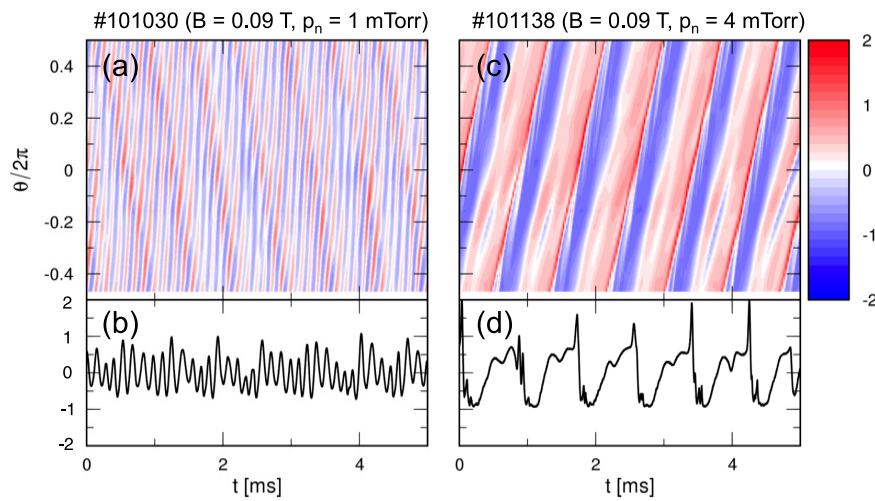 #101030 (B = 0.09 T, pₙ = 1 mTorr)
#101138 (B = 0.09 T, pₙ = 4 mTorr)
(a)
(c)
0.4
0.2
0
-0.2
-0.4
θ/2π
2
1
0
-1
-2
(b)
(d)
2
1
0
-1
-2
0
2
4
0
2
4
t [ms]
t [ms]